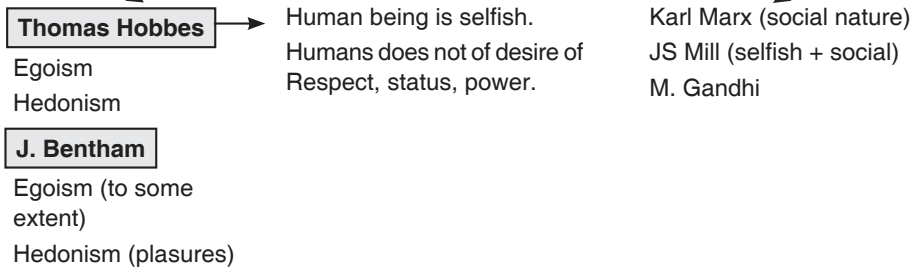 Thomas Hobbes
Egoism
Hedonism
J. Bentham
Egoism (to some
extent)
Hedonism (plasures)
Human being is selfish.
Humans does not of desire of
Respect, status, power.
Karl Marx (social nature)
JS Mill (selfish + social)
M. Gandhi